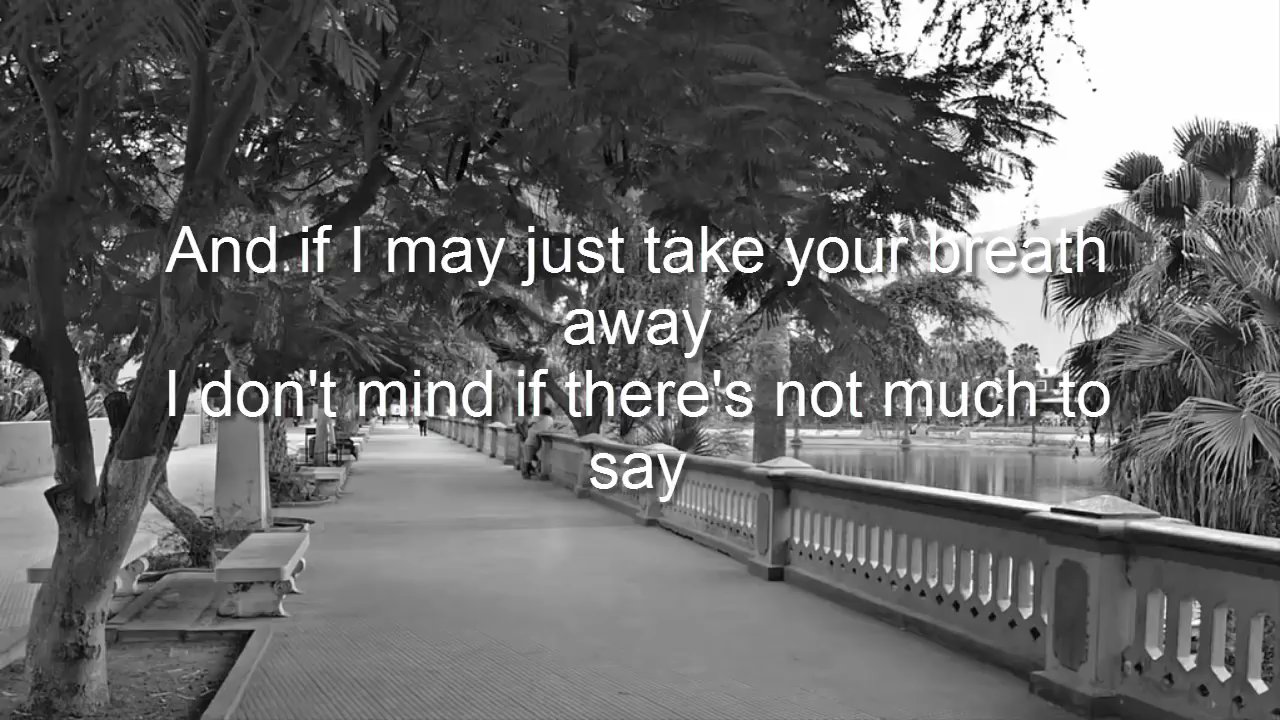 And if I may just take your breath
away
I don't mind if there's not much to
say